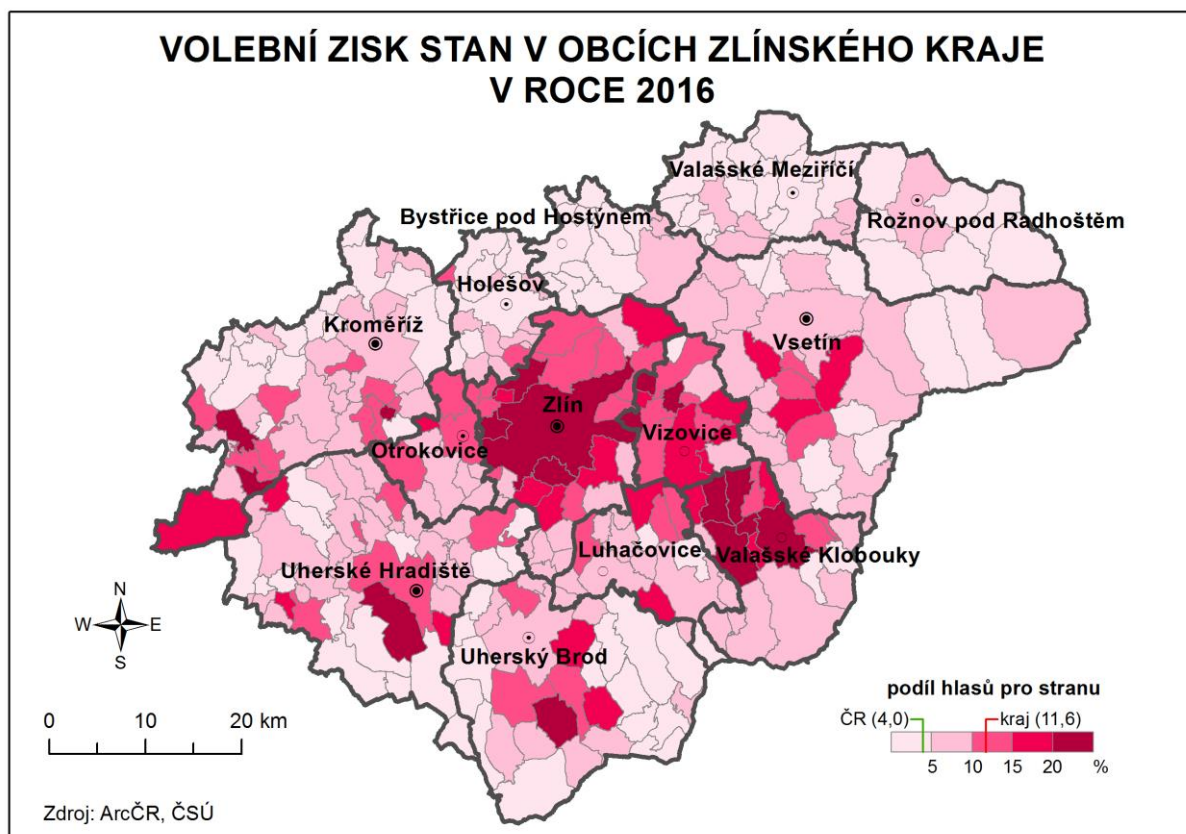 VOLEBNÍ ZISK STAN V OBCÍCH ZLÍNSKÉHO KRAJE
V ROCE 2016
Valašské Meziříčí
Bystřice pod Hostýnem
Rožnov pod Radhoštěm
Holešov
Kroměříž
Vsetín
Zlín
Vizovice
Otrokovice
Luhačovice
Valašské Klobouky
Uherské Hradiště
Uherský Brod
N
W E
S
0 10 20 km
podíl hlasů pro stranu
ČR (4,0) kraj (11,6)
5 10 15 20 %
Zdroj: ArcČR, ČSÚ